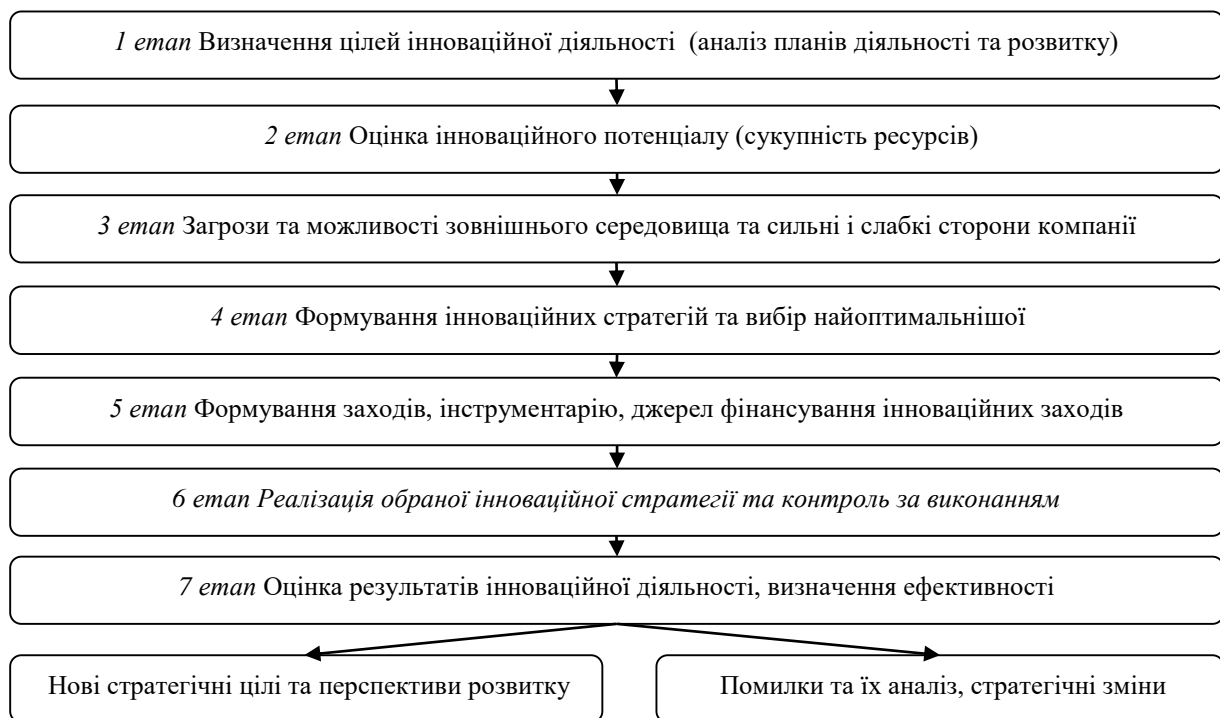 1 етап Визначення цілей інноваційної діяльності (аналіз планів діяльності та розвитку)
2 етап Оцінка інноваційного потенціалу (сукупність ресурсів)
3 етап Загрози та можливості зовнішнього середовища та сильні і слабкі сторони компанії
4 етап Формування інноваційних стратегій та вибір найоптимальнішої
5 етап Формування заходів, інструментарію, джерел фінансування інноваційних заходів
6 етап Реалізація обраної інноваційної стратегії та контроль за виконанням
7 етап Оцінка результатів інноваційної діяльності, визначення ефективності
Нові стратегічні цілі та перспективи розвитку
Помилки та їх аналіз, стратегічні зміни